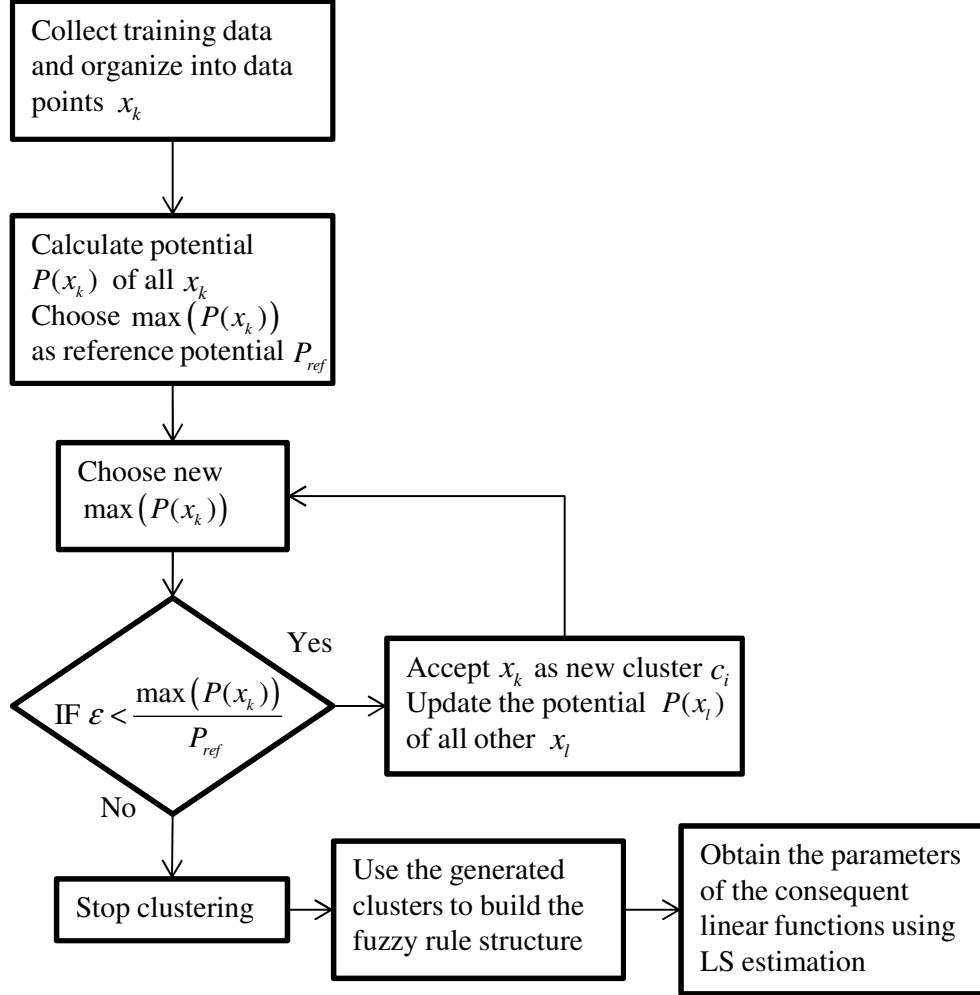 Collect training data
and organize into data
points x_k
Calculate potential
P(x_k) of all x_k
Choose max(P(x_k))
as reference potential P_ref
Choose new
max(P(x_k))
Yes
IF ε < max(P(x_k)) / P_ref
No
Accept x_k as new cluster c_i
Update the potential P(x_l)
of all other x_l
Stop clustering
Use the generated
clusters to build the
fuzzy rule structure
Obtain the parameters
of the consequent
linear functions using
LS estimation